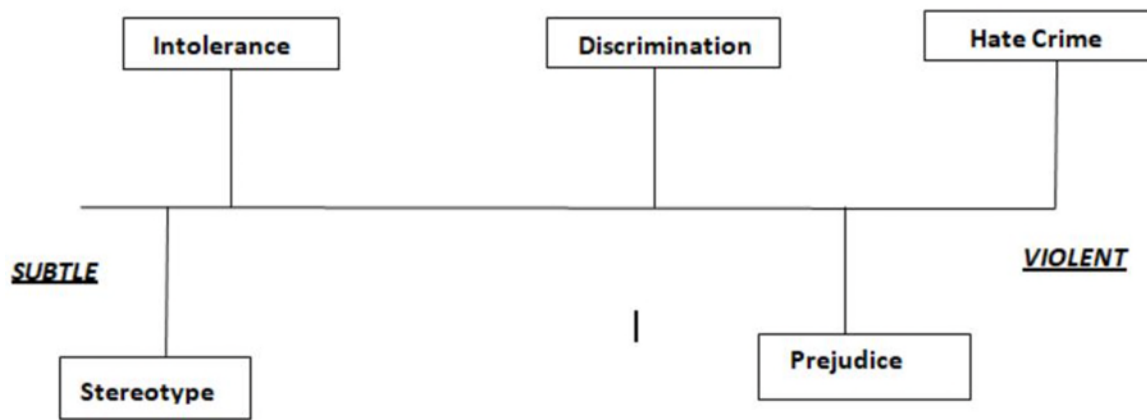 Intolerance
Discrimination
Hate Crime
SUBTLE
VIOLENT
Stereotype
Prejudice